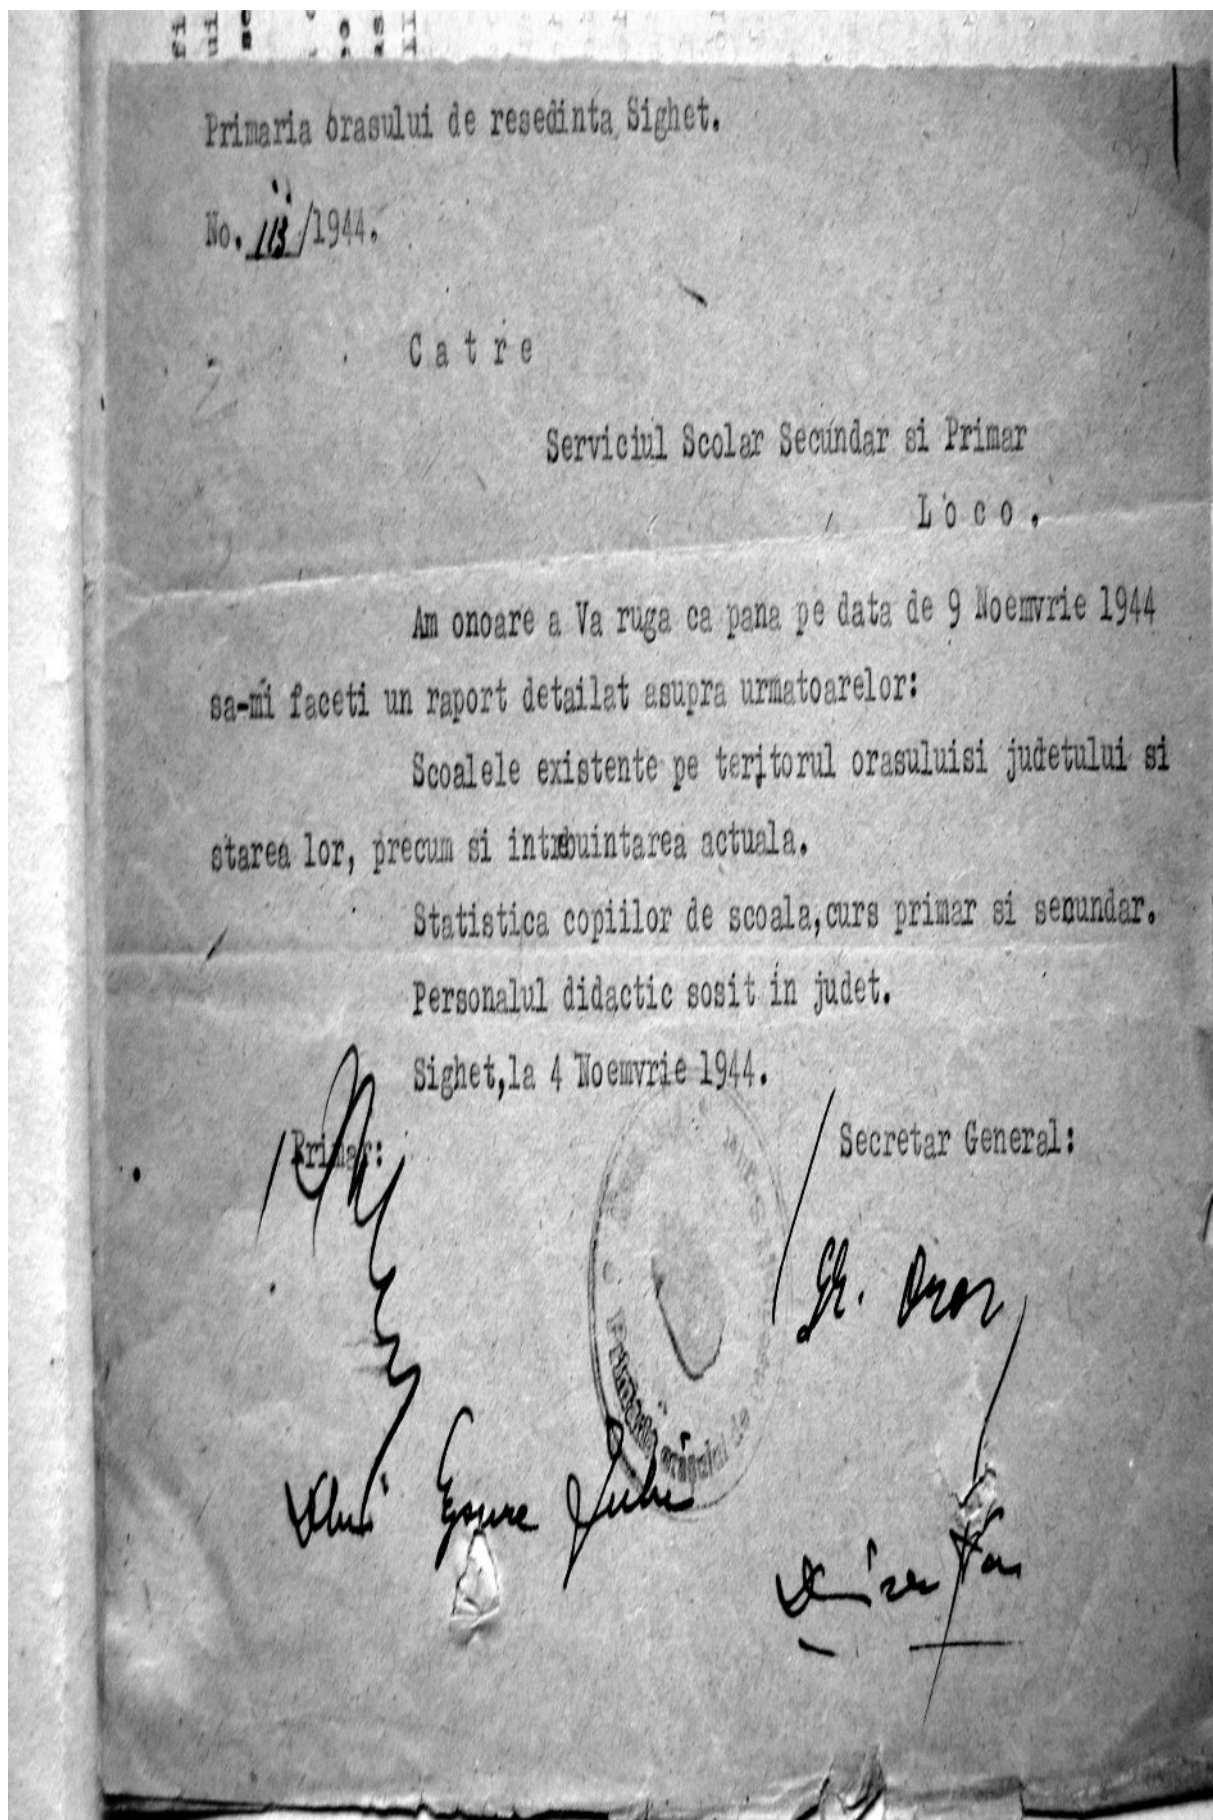 Primaria orasului de resedinta Sighet.
No. 113/1944.
C a t r e
Serviciul Scolar Secundar si Primar
L o c o .
Am onoare a Va ruga ca pana pe data de 9 Noemvrie 1944
sa-mi faceti un raport detailat asupra urmatoarelor:
Scoalele existente pe teritorul orasuluisi judetului si
starea lor, precum si intrebuintarea actuala.
Statistica copiilor de scoala,curs primar si secundar.
Personalul didactic sosit in judet.
Sighet,la 4 Noemvrie 1944.
Primar:
Secretar General:
Primăria orașului de